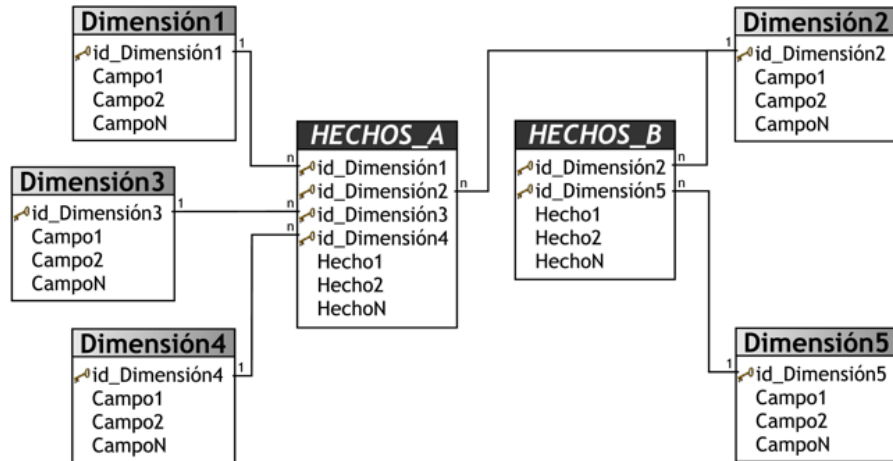 Dimensión1
id_Dimensión1
Campo1
Campo2
CampoN
1
Dimensión3
id_Dimensión3
Campo1
Campo2
CampoN
1
Dimensión4
id_Dimensión4
Campo1
Campo2
CampoN
1
HECHOS_A
n
id_Dimensión1
id_Dimensión2
n
n
id_Dimensión3
n
id_Dimensión4
Hecho1
Hecho2
HechoN
HECHOS_B
id_Dimensión2
n
id_Dimensión5
n
Hecho1
Hecho2
HechoN
Dimensión2
1
id_Dimensión2
Campo1
Campo2
CampoN
Dimensión5
1
id_Dimensión5
Campo1
Campo2
CampoN